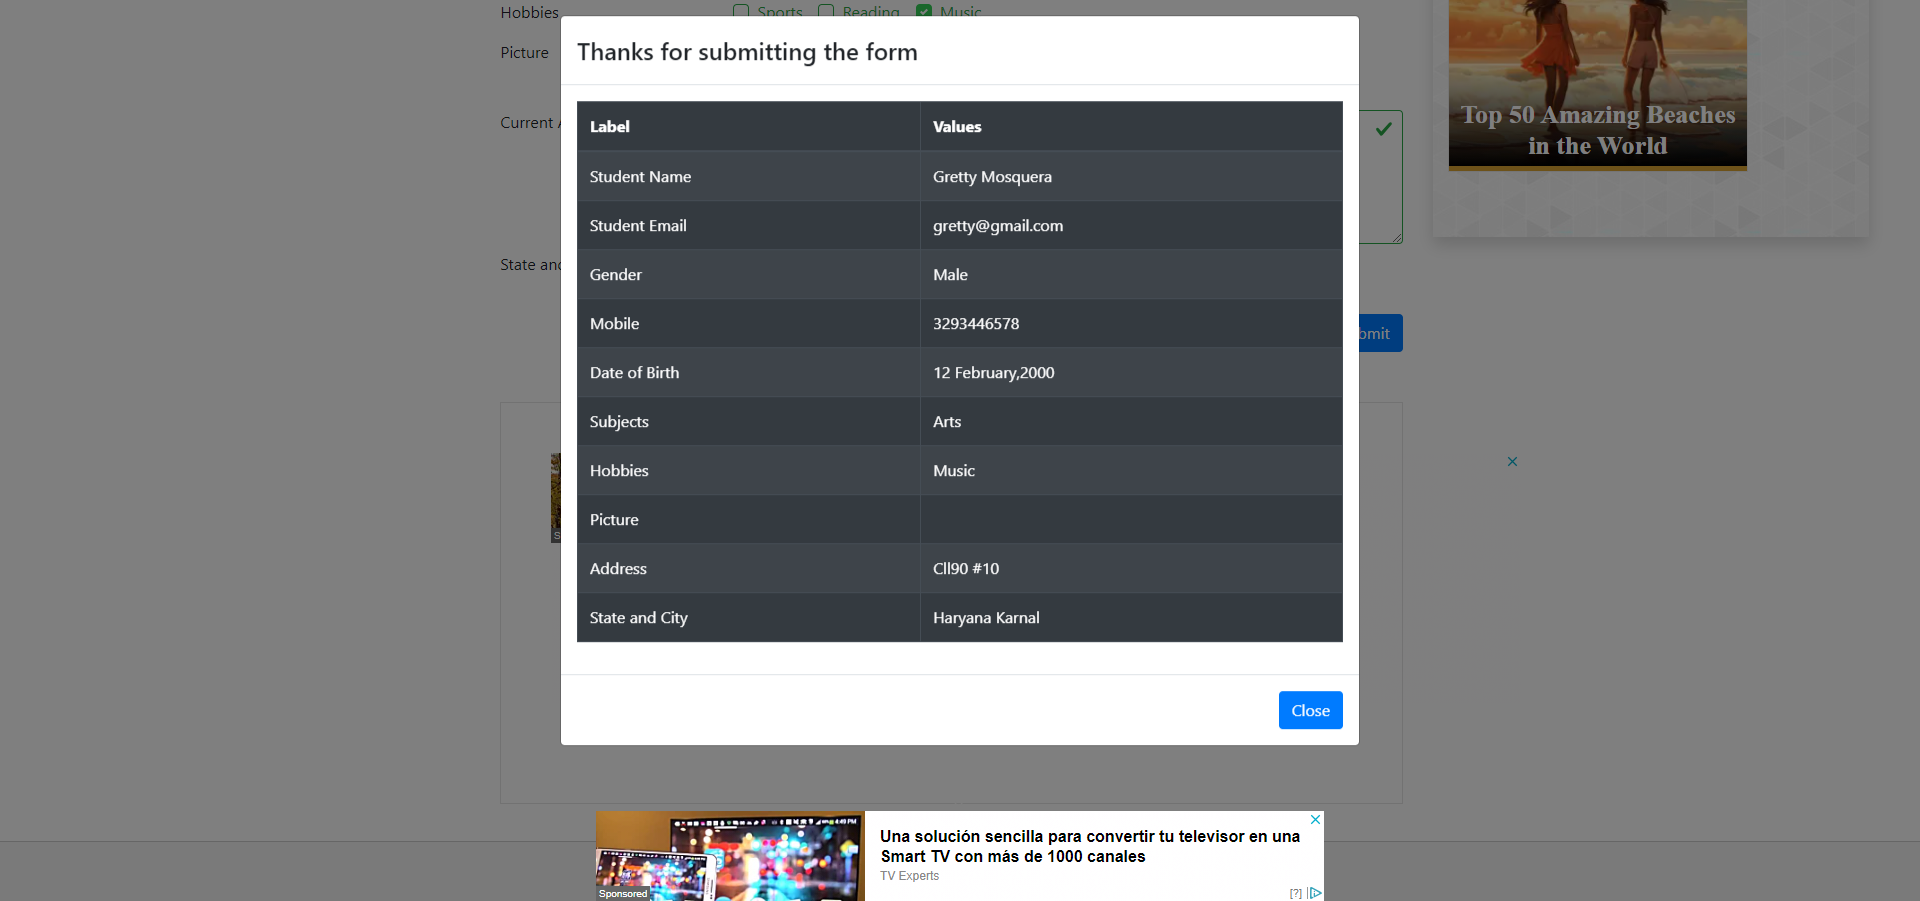 Hobbies Sports Reading Music
Thanks for submitting the form
Picture
Current
State and
Label Values
Student Name Gretty Mosquera
Student Email gretty@gmail.com
Gender Male
Mobile 3293446578
Date of Birth 12 February,2000
Subjects Arts
Hobbies Music
Picture
Address Cll90 #10
State and City Haryana Karnal
Close
Top 50 Amazing Beaches
in the World
Una solución sencilla para convertir tu televisor en una
Smart TV con más de 1000 canales
TV Experts
Sponsored
[?]